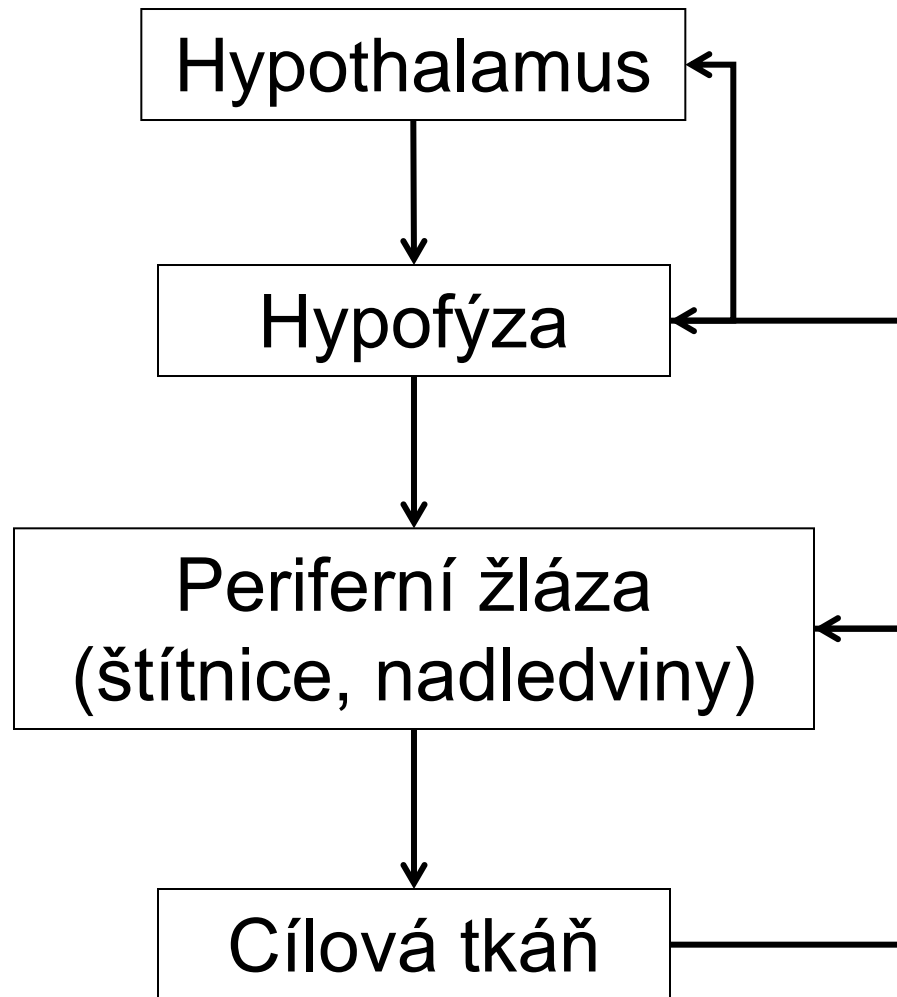 Hypothalamus
Hypofýza
Periferní žláza
(štítnice, nadledviny)
Cílová tkáň